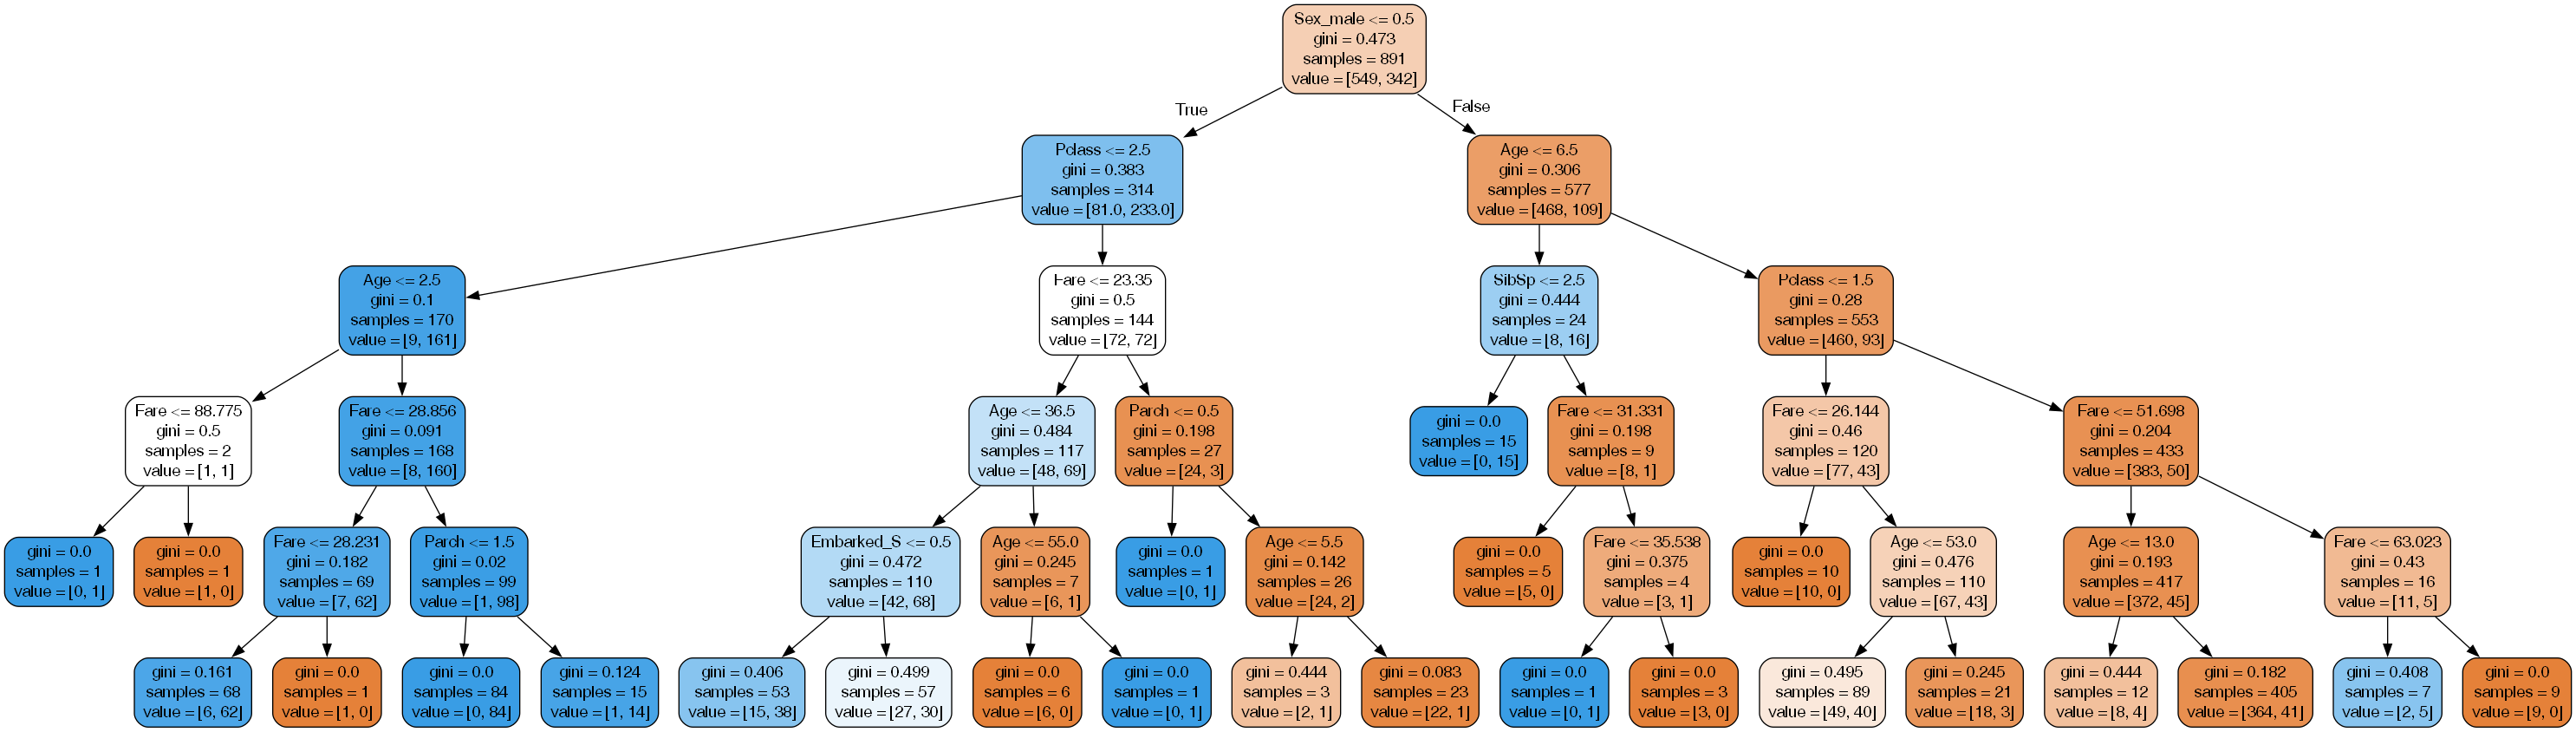 Sex_male <= 0.5
gini = 0.473
samples = 891
value = [549, 342]
True
False
Pclass <= 2.5
gini = 0.383
samples = 314
value = [81.0, 233.0]
Age <= 6.5
gini = 0.306
samples = 577
value = [468, 109]
Age <= 2.5
gini = 0.1
samples = 170
value = [9, 161]
Fare <= 23.35
gini = 0.5
samples = 144
value = [72, 72]
SibSp <= 2.5
gini = 0.444
samples = 24
value = [8, 16]
Pclass <= 1.5
gini = 0.28
samples = 553
value = [460, 93]
Fare <= 88.775
gini = 0.5
samples = 2
value = [1, 1]
Fare <= 28.856
gini = 0.091
samples = 168
value = [8, 160]
Age <= 36.5
gini = 0.484
samples = 117
value = [48, 69]
Parch <= 0.5
gini = 0.198
samples = 27
value = [24, 3]
gini = 0.0
samples = 15
value = [0, 15]
Fare <= 31.331
gini = 0.198
samples = 9
value = [8, 1]
Fare <= 26.144
gini = 0.46
samples = 120
value = [77, 43]
Fare <= 51.698
gini = 0.204
samples = 433
value = [383, 50]
gini = 0.0
samples = 1
value = [0, 1]
gini = 0.0
samples = 1
value = [1, 0]
Fare <= 28.231
gini = 0.182
samples = 69
value = [7, 62]
Parch <= 1.5
gini = 0.02
samples = 99
value = [1, 98]
Embarked_S <= 0.5
gini = 0.472
samples = 110
value = [42, 68]
Age <= 55.0
gini = 0.245
samples = 7
value = [6, 1]
gini = 0.0
samples = 1
value = [0, 1]
Age <= 5.5
gini = 0.142
samples = 26
value = [24, 2]
gini = 0.0
samples = 5
value = [5, 0]
Fare <= 35.538
gini = 0.375
samples = 4
value = [3, 1]
gini = 0.0
samples = 10
value = [10, 0]
Age <= 53.0
gini = 0.476
samples = 110
value = [67, 43]
Age <= 13.0
gini = 0.193
samples = 417
value = [372, 45]
Fare <= 63.023
gini = 0.43
samples = 16
value = [11, 5]
gini = 0.161
samples = 68
value = [6, 62]
gini = 0.0
samples = 1
value = [1, 0]
gini = 0.0
samples = 84
value = [0, 84]
gini = 0.124
samples = 15
value = [1, 14]
gini = 0.406
samples = 53
value = [15, 38]
gini = 0.499
samples = 57
value = [27, 30]
gini = 0.0
samples = 6
value = [6, 0]
gini = 0.0
samples = 1
value = [0, 1]
gini = 0.444
samples = 3
value = [2, 1]
gini = 0.083
samples = 23
value = [22, 1]
gini = 0.0
samples = 1
value = [0, 1]
gini = 0.0
samples = 3
value = [3, 0]
gini = 0.495
samples = 89
value = [49, 40]
gini = 0.245
samples = 21
value = [18, 3]
gini = 0.444
samples = 12
value = [8, 4]
gini = 0.182
samples = 405
value = [364, 41]
gini = 0.408
samples = 7
value = [2, 5]
gini = 0.0
samples = 9
value = [9, 0]